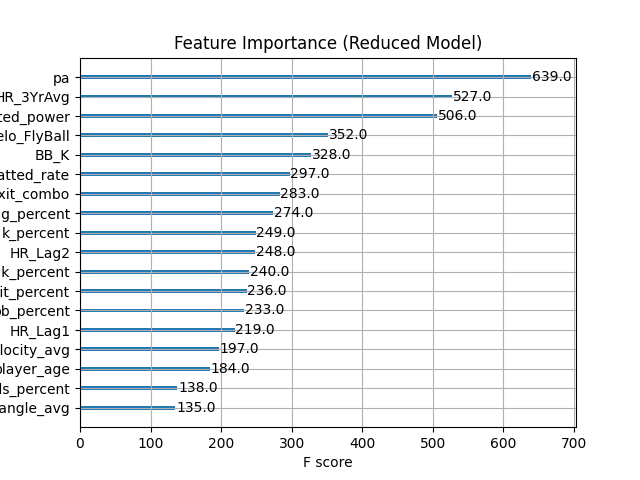 Feature Importance (Reduced Model)
pa 639.0
HR_3YrAvg 527.0
ted_power 506.0
elo_FlyBall 352.0
BB_K 328.0
atted_rate 297.0
xit_combo 283.0
g_percent 274.0
k_percent 249.0
HR_Lag2 248.0
k_percent 240.0
it_percent 236.0
bb_percent 233.0
HR_Lag1 219.0
locity_avg 197.0
player_age 184.0
ls_percent 138.0
angle_avg 135.0
0 100 200 300 400 500 600 700
F score